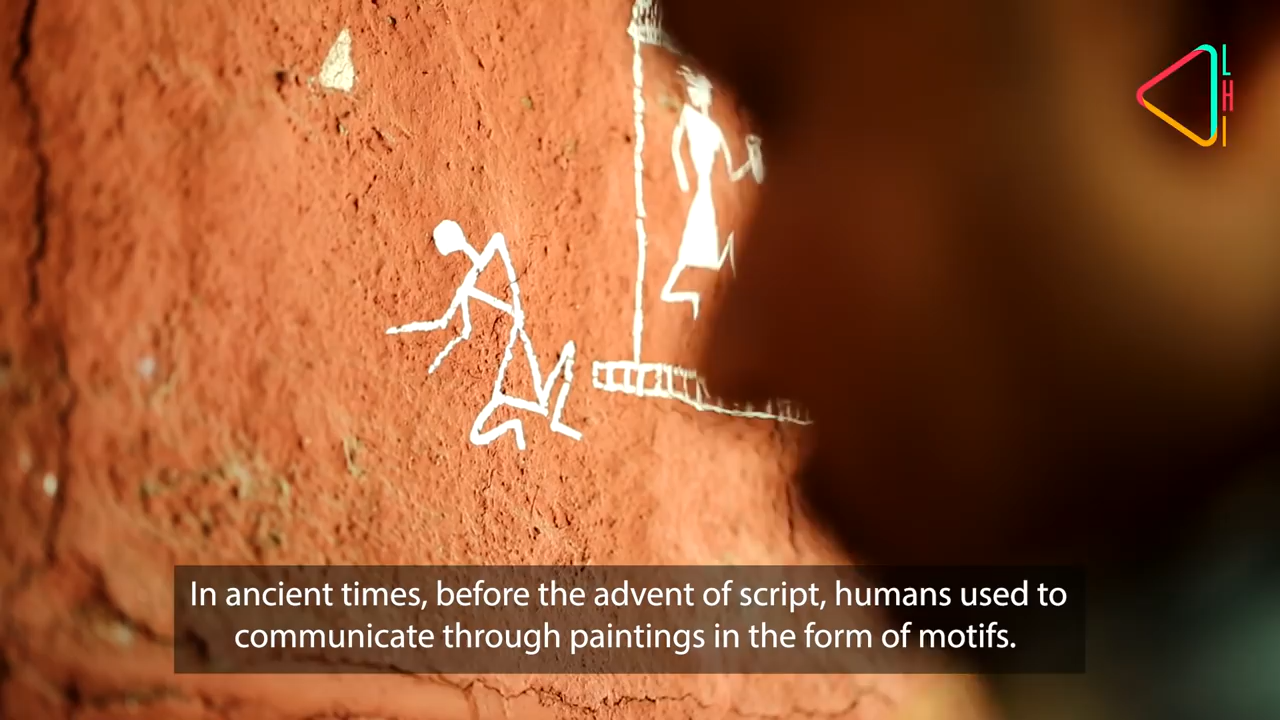 LHI
In ancient times, before the advent of script, humans used to
communicate through paintings in the form of motifs.